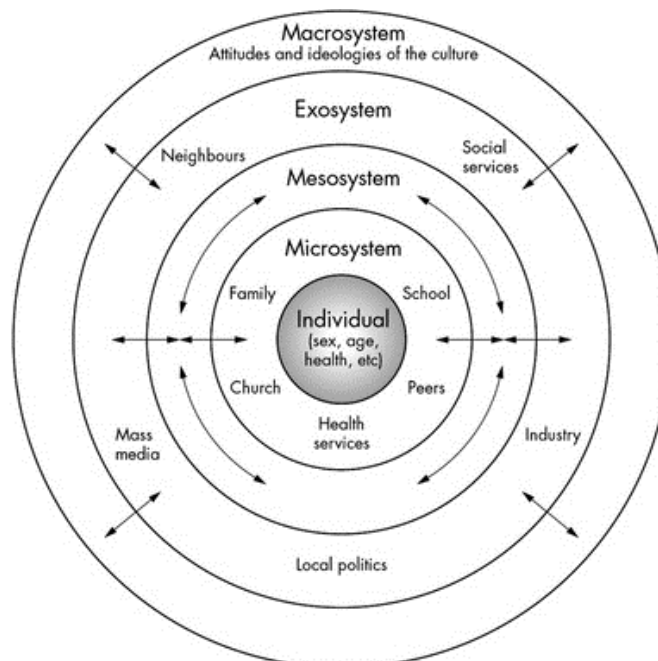 Macrosystem
Attitudes and ideologies of the culture
Exosystem
Neighbours
Social
services
Mesosystem
Microsystem
Family
School
Individual
(sex, age,
health, etc)
Church
Peers
Health
services
Mass
media
Industry
Local politics